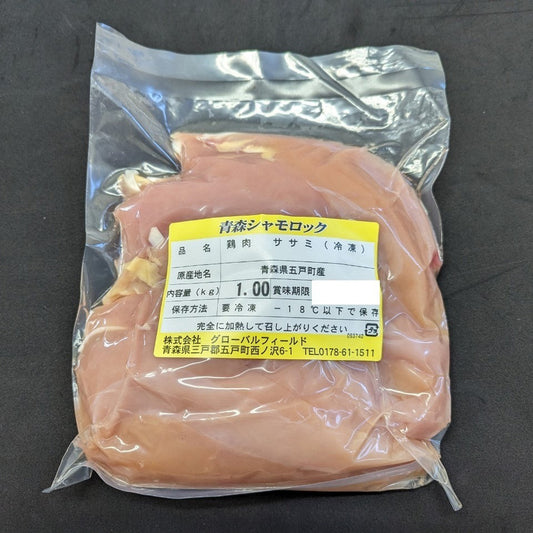 青森シャモロック
品名 鶏肉 ササミ（冷凍）
原産地名 青森県五戸町産
内容量（kg） 1.00 賞味期限
保存方法 要冷凍 －18℃以下で保存
完全に加熱して召し上がりください
株式会社 グローバルフィールド
青森県三戸郡五戸町西ノ沢6-1 TEL0178-61-1511